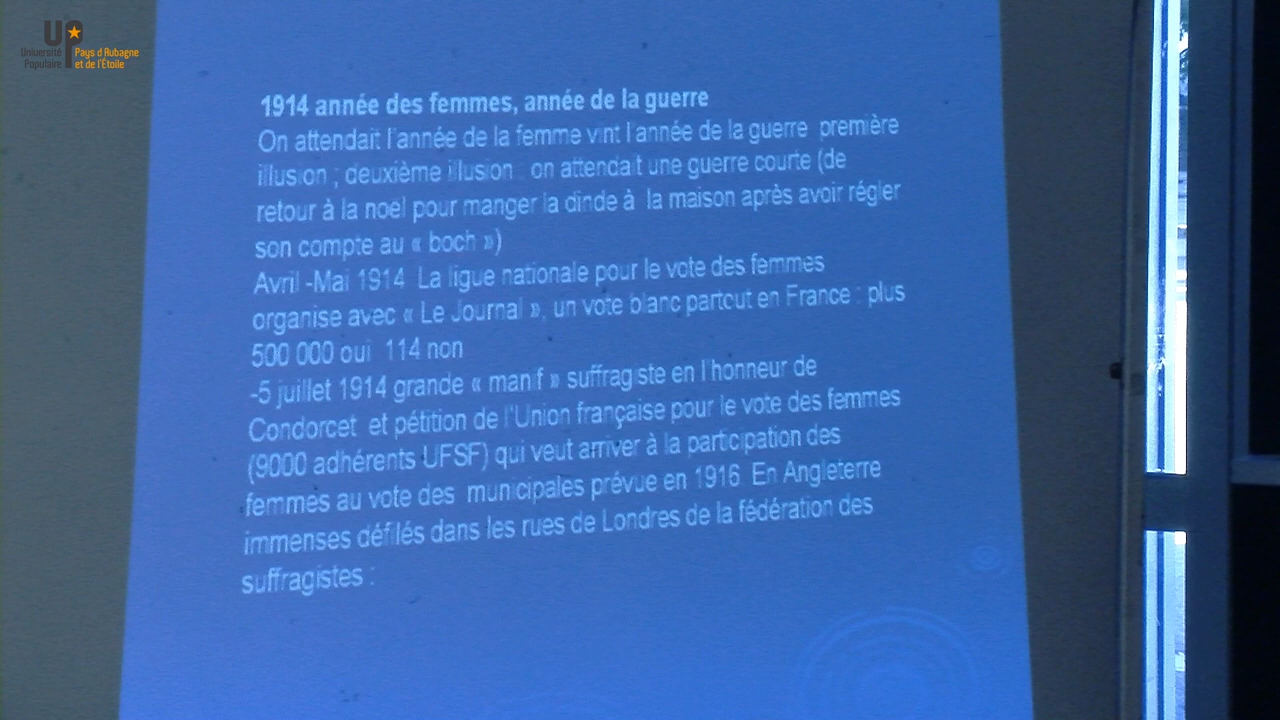 UP
Université Populaire
Pays d'Aubagne et de l'Étoile
1914 année des femmes, année de la guerre
On attendait l'année de la femme vint l'année de la guerre première
illusion ; deuxième illusion : on attendait une guerre courte (de
retour à la noel pour manger la dinde à la maison après avoir régler
son compte au « boch »)
Avril -Mai 1914 La ligue nationale pour le vote des femmes
organise avec « Le Journal », un vote blanc partout en France : plus
500 000 oui 114 non
-5 juillet 1914 grande « manif » suffragiste en l'honneur de
Condorcet et pétition de l'Union française pour le vote des femmes
(9000 adhérents UFSF) qui veut arriver à la participation des
femmes au vote des municipales prévue en 1916 En Angleterre
immenses défilés dans les rues de Londres de la fédération des
suffragistes :